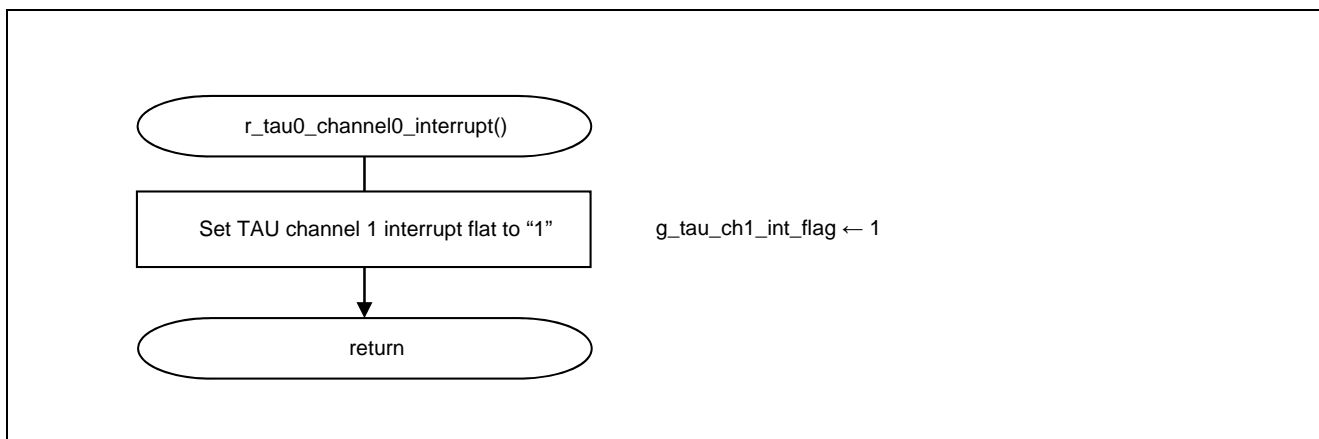 r_tau0_channel0_interrupt()
Set TAU channel 1 interrupt flat to “1”
g_tau_ch1_int_flag ← 1
return